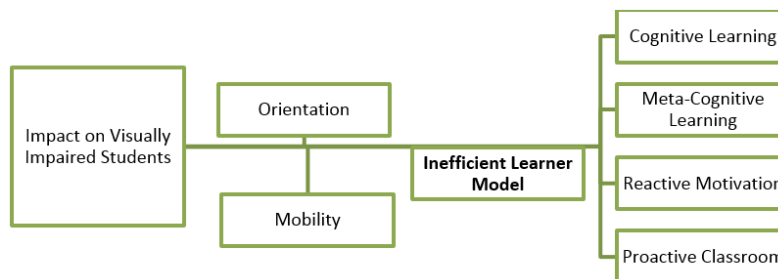 Impact on Visually
Impaired Students
Orientation
Mobility
Inefficient Learner
Model
Cognitive Learning
Meta-Cognitive
Learning
Reactive Motivation
Proactive Classroom